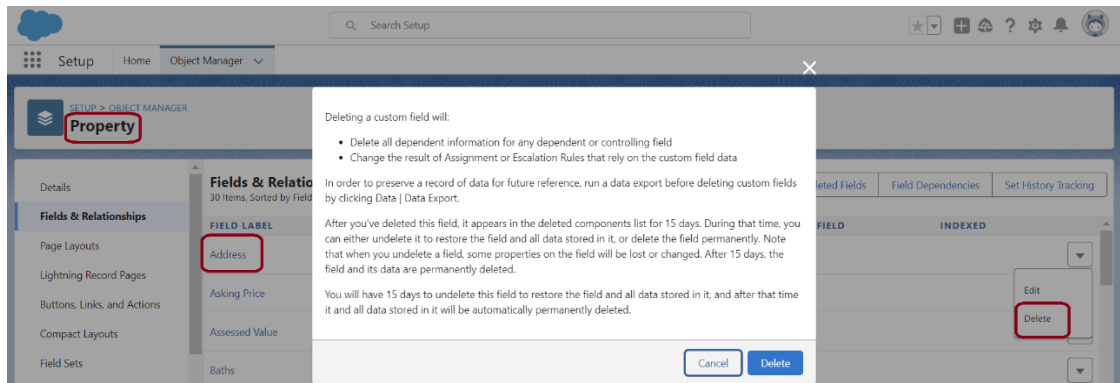 Search Setup
Setup
Home
Object Manager
SETUP > OBJECT MANAGER
Property
Details
Fields & Relationships
Page Layouts
Lightning Record Pages
Buttons, Links, and Actions
Compact Layouts
Field Sets
Fields & Relatio
30 Items, Sorted by Field
leted Fields
Field Dependencies
Set History Tracking
FIELD LABEL
FIELD
INDEXED
Address
Asking Price
Assessed Value
Baths
Edit
Delete
Deleting a custom field will:
• Delete all dependent information for any dependent or controlling field
• Change the result of Assignment or Escalation Rules that rely on the custom field data
In order to preserve a record of data for future reference, run a data export before deleting custom fields
by clicking Data | Data Export.
After you've deleted this field, it appears in the deleted components list for 15 days. During that time, you
can either undelete it to restore the field and all data stored in it, or delete the field permanently. Note
that when you undelete a field, some properties on the field will be lost or changed. After 15 days, the
field and its data are permanently deleted.
You will have 15 days to undelete this field to restore the field and all data stored in it, and after that time
it and all data stored in it will be automatically permanently deleted.
Cancel
Delete